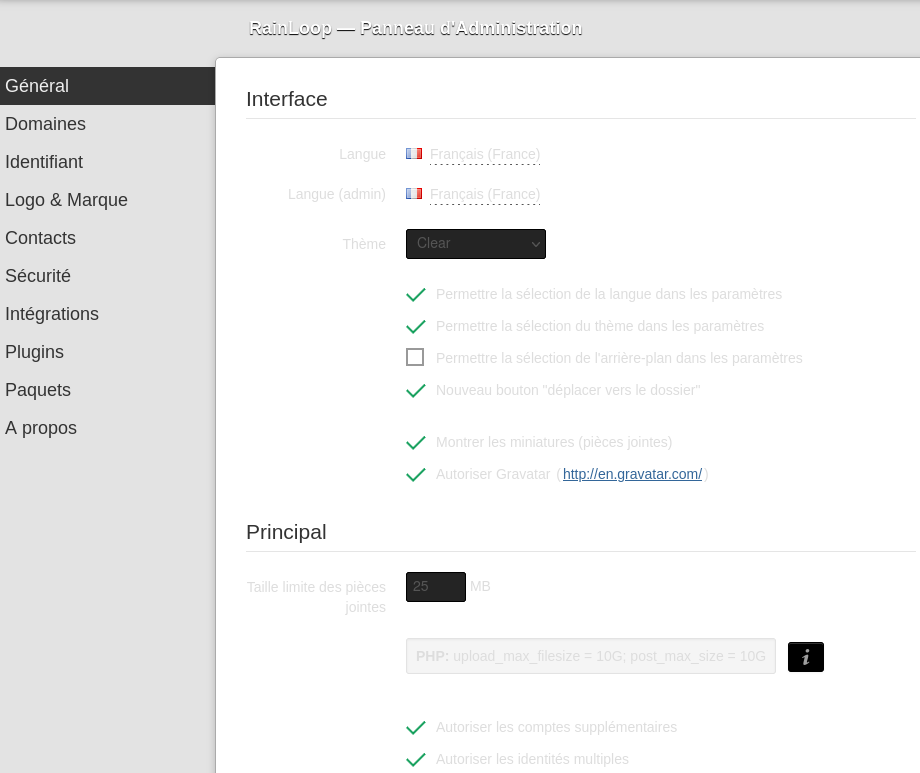 RainLoop — Panneau d'Administration
Général
Domaines
Identifiant
Logo & Marque
Contacts
Sécurité
Intégrations
Plugins
Paquets
A propos
Interface
Langue Français (France)
Langue (admin) Français (France)
Thème Clear
Permettre la sélection de la langue dans les paramètres
Permettre la sélection du thème dans les paramètres
Permettre la sélection de l'arrière-plan dans les paramètres
Nouveau bouton "déplacer vers le dossier"
Montrer les miniatures (pièces jointes)
Autoriser Gravatar (http://en.gravatar.com/)
Principal
Taille limite des pièces
jointes
25 MB
PHP: upload_max_filesize = 10G; post_max_size = 10G
i
Autoriser les comptes supplémentaires
Autoriser les identités multiples